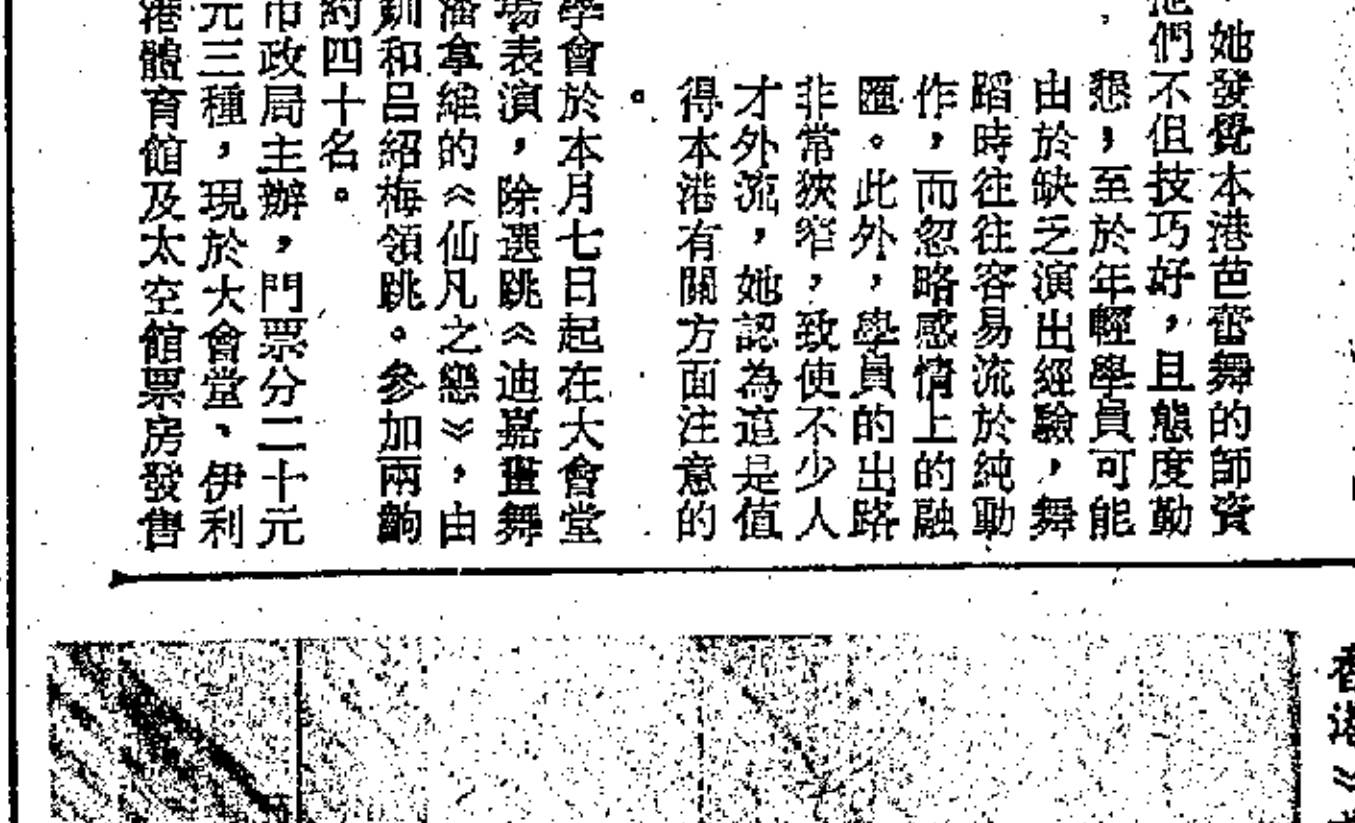 ，她發覺本港芭蕾舞的師資
他們不但技巧好，且態度勤
懇，至於年輕學員可能
由於缺乏演出經驗，舞
蹈時往往容易流於純動
作，而忽略感情上的融
匯。此外，學員的出路
非常狹窄，致使不少人
才外流，她認為這是值
得本港有關方面注意的
。
學會於本月七日起在大會堂
場表演，除選跳《迪嘉畫舞
潘拿維的《仙凡之戀》，由
釧和呂紹梅領跳。參加兩齣
約四十名。
市政局主辦，門票分二十元
元三種，現於大會堂、伊利
港體育館及太空館票房發售
香港》